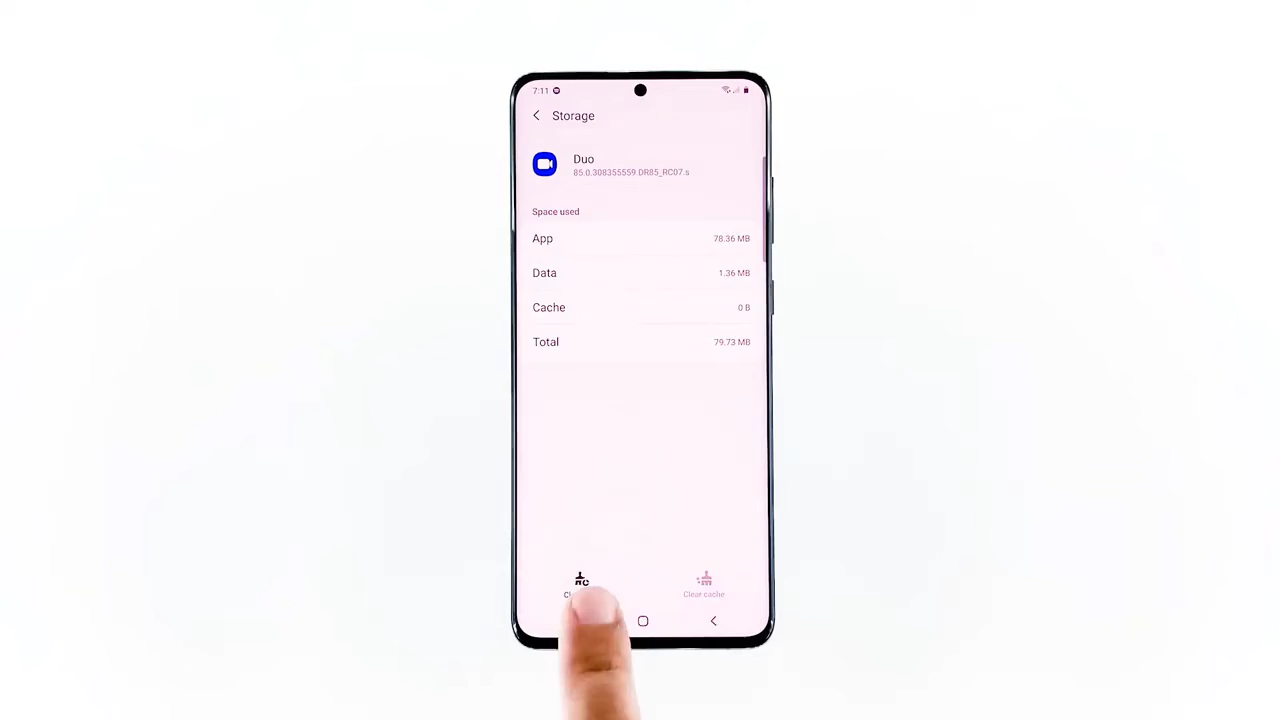 7:11
Storage
Duo
85.0.308355559 DR85_RC07.s
Space used
App 78.36 MB
Data 1.36 MB
Cache 0 B
Total 79.73 MB
Clear cache